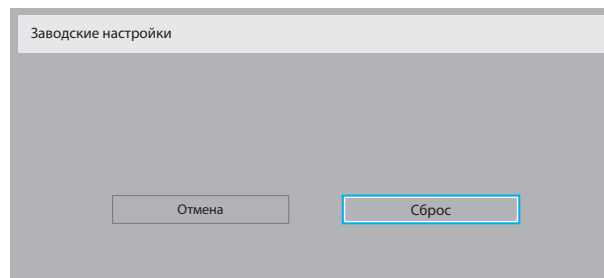 Заводские настройки
Отмена
Сброс